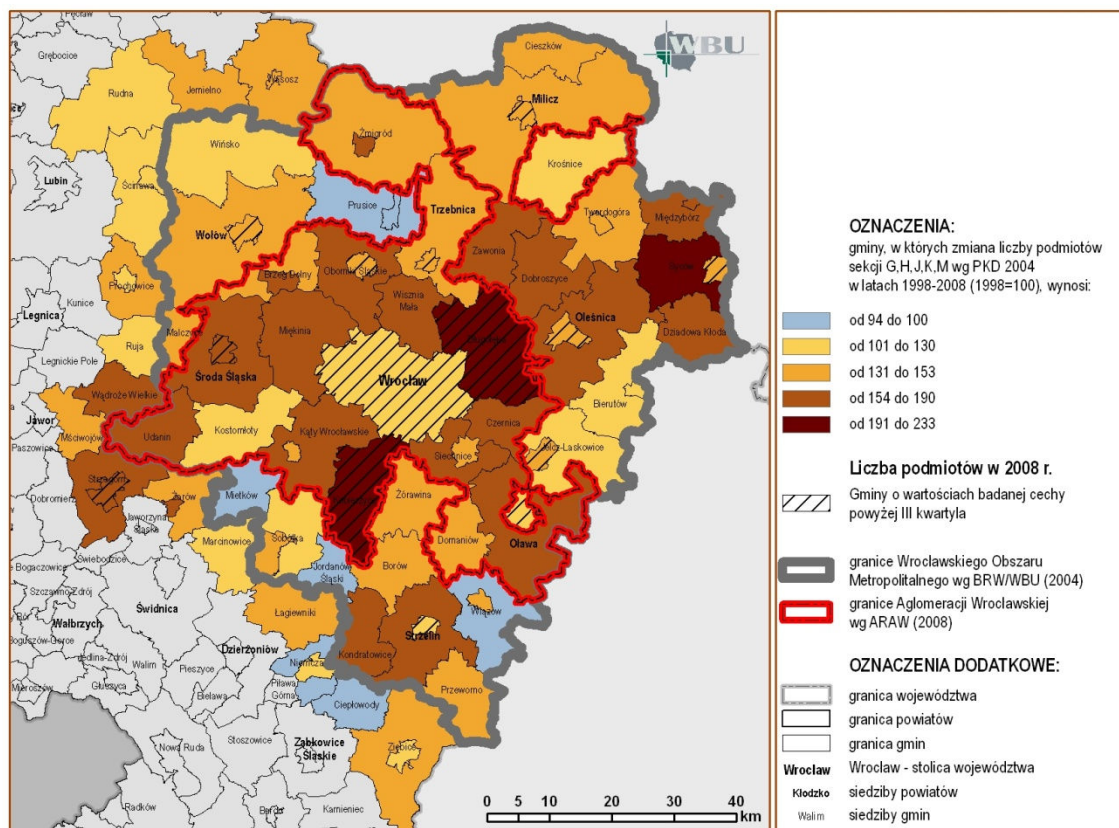 Pęcław
Grębocice
WBU
Cieszków
Wąsosz
Jemielno
Rudna
Milicz
Żmigród
Wińsko
Krośnice
Lubin
Ścinawa
Prusice
Trzebnica
Twardogóra
Międzybórz
Wołów
Zawonia
Syców
Oborniki Śląskie
Dobroszyce
Brzeg Dolny
Prochowice
Wisznia
Mała
Kunice
Oleśnica
Legnica
Malczyce
Miękinia
Dziadowa Kłoda
Ruja
Legnickie Pole
Wrocław
Środa Śląska
Bierutów
Wądroże Wielkie
Czernica
Jawor
Udanin
Kostomłoty
Kąty Wrocławskie
Jelcz-Laskowice
Mściwojów
Siechnice
Paszowice
Strzegom
Mietków
Żórawina
Dobromierz
Żarów
Oława
Jaworzyna
Śląska
Domaniów
Marcinowice
Sobótka
Świebodzice
Jordanów
Śląski
Borów
Szczawno-Zdrój
Świdnica
Wiązów
Łagiewniki
Wałbrzych
Boguszów-Gorce
Strzelin
Dzierżoniów
Kondratowice
Jedlina-Zdrój
Walim
Pieszyce
Niemcza
Mieroszów
Głuszyca
Piława
Górna
Przeworno
Bielawa
Ciepłowody
Ząbkowice
Śląskie
Nowa Ruda
Stoszowice
Ziębice
Radków
Bardo
Kamieniec
0 5 10 20 30 40
km
OZNACZENIA:
gminy, w których zmiana liczby podmiotów
sekcji G,H,J,K,M wg PKD 2004
w latach 1998-2008 (1998=100), wynosi:
od 94 do 100
od 101 do 130
od 131 do 153
od 154 do 190
od 191 do 233
Liczba podmiotów w 2008 r.
Gminy o wartościach badanej cechy
powyżej III kwartyla
granice Wrocławskiego Obszaru
Metropolitalnego wg BRW/WBU (2004)
granice Aglomeracji Wrocławskiej
wg ARAW (2008)
OZNACZENIA DODATKOWE:
granica województwa
granica powiatów
granica gmin
Wrocław Wrocław - stolica województwa
Kłodzko siedziby powiatów
Walim siedziby gmin